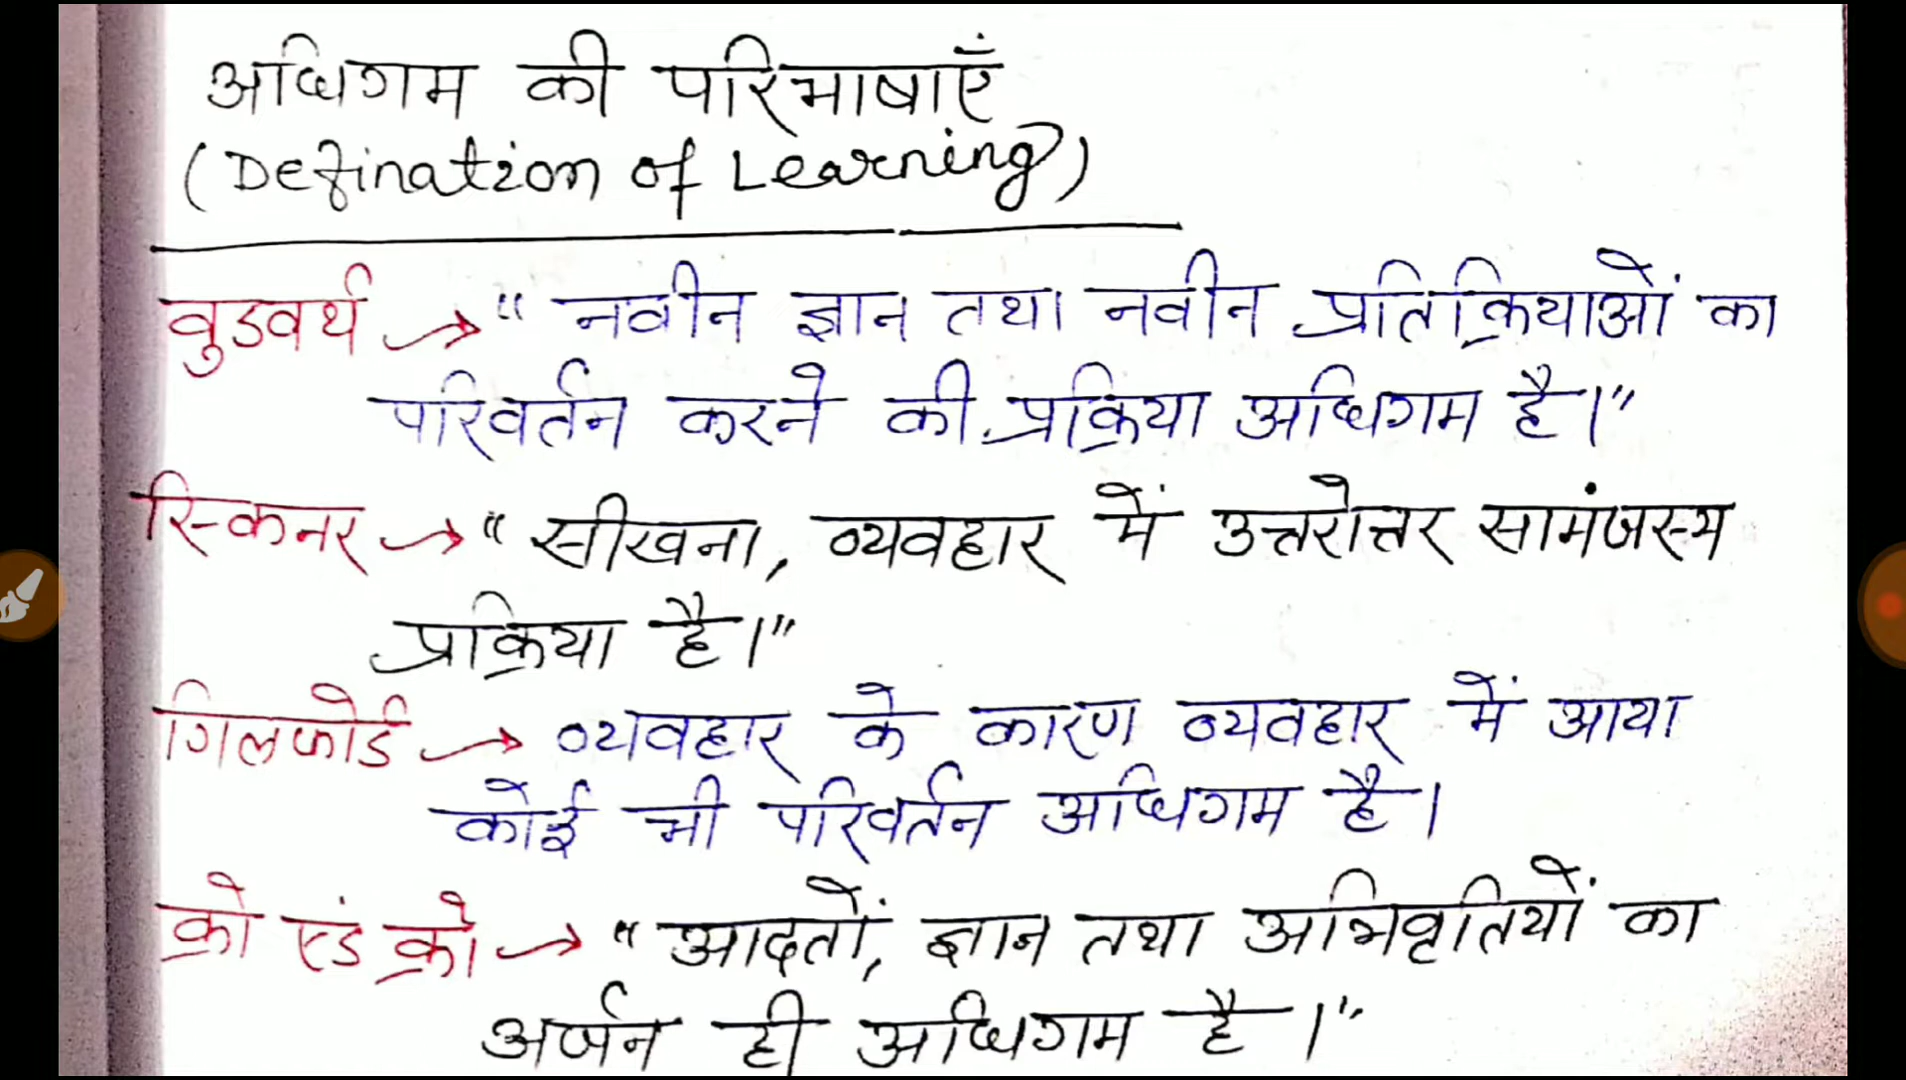 अधिगम की परिभाषाएँ
(Defination of Learning)
वुडवर्थ → "नवीन ज्ञान तथा नवीन प्रतिक्रियाओं का
परिवर्तन करने की प्रक्रिया अधिगम है।"
स्किनर → "सीखना, व्यवहार में उत्तरोत्तर सामंजस्य
प्रक्रिया है।"
गिलफोर्ड → व्यवहार के कारण व्यवहार में आया
कोई भी परिवर्तन अधिगम है।
क्रो एंड क्रो → "आदतों, ज्ञान तथा अभिवृतियों का
अर्जन ही अधिगम है।"